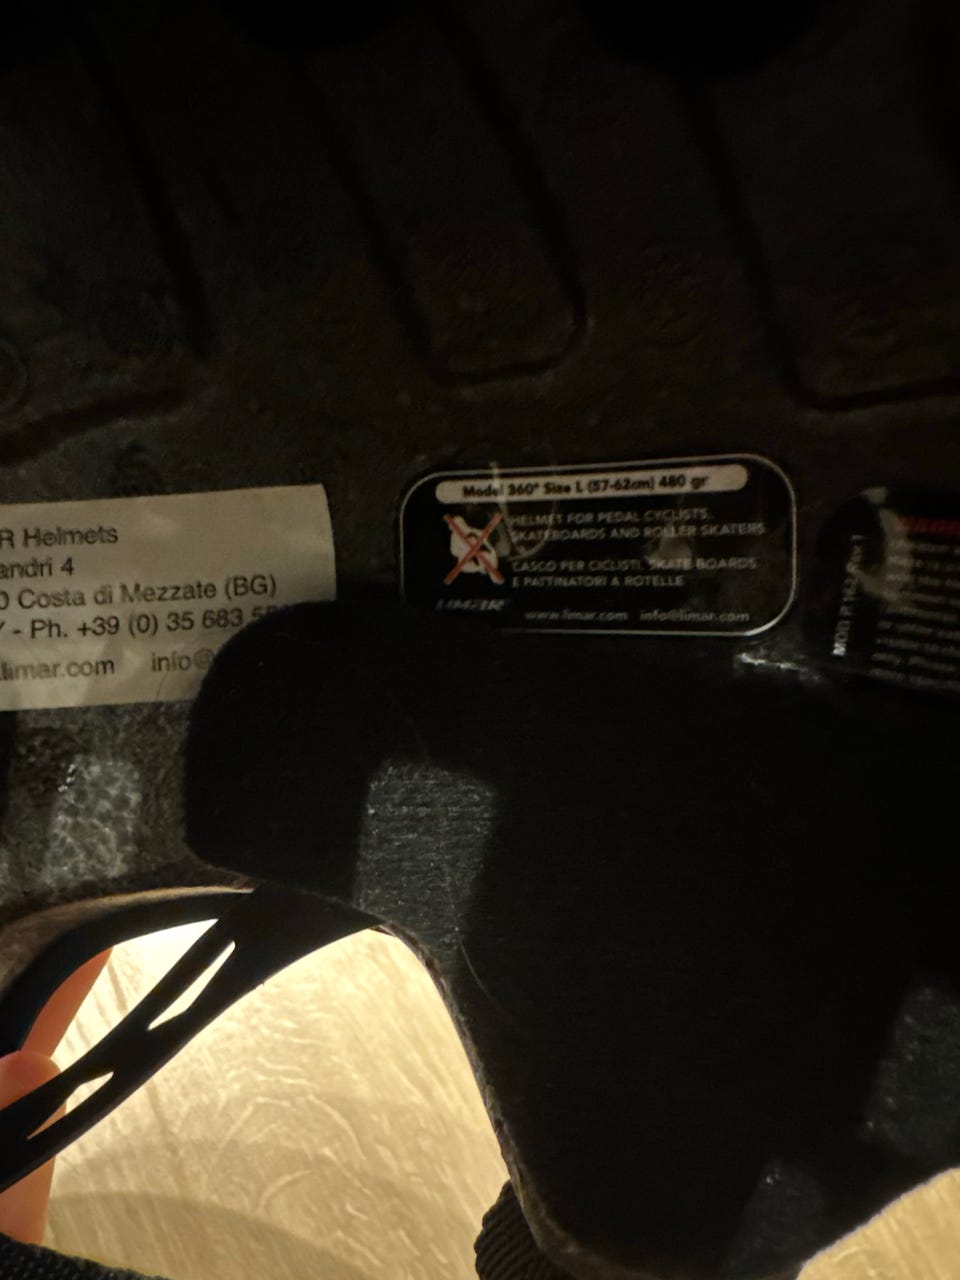 R Helmets
andri 4
0 Costa di Mezzate (BG)
Y - Ph. +39 (0) 35 683
limar.com info@
Model 360° Size L (57-62cm) 480 gr
HELMET FOR PEDAL CYCLISTS.
SKATEBOARDS AND ROLLER SKATERS
CASCO PER CICLISTI, SKATE BOARDS
E PATTINATORI A ROTELLE
LIMAR www.limar.com info@limar.com